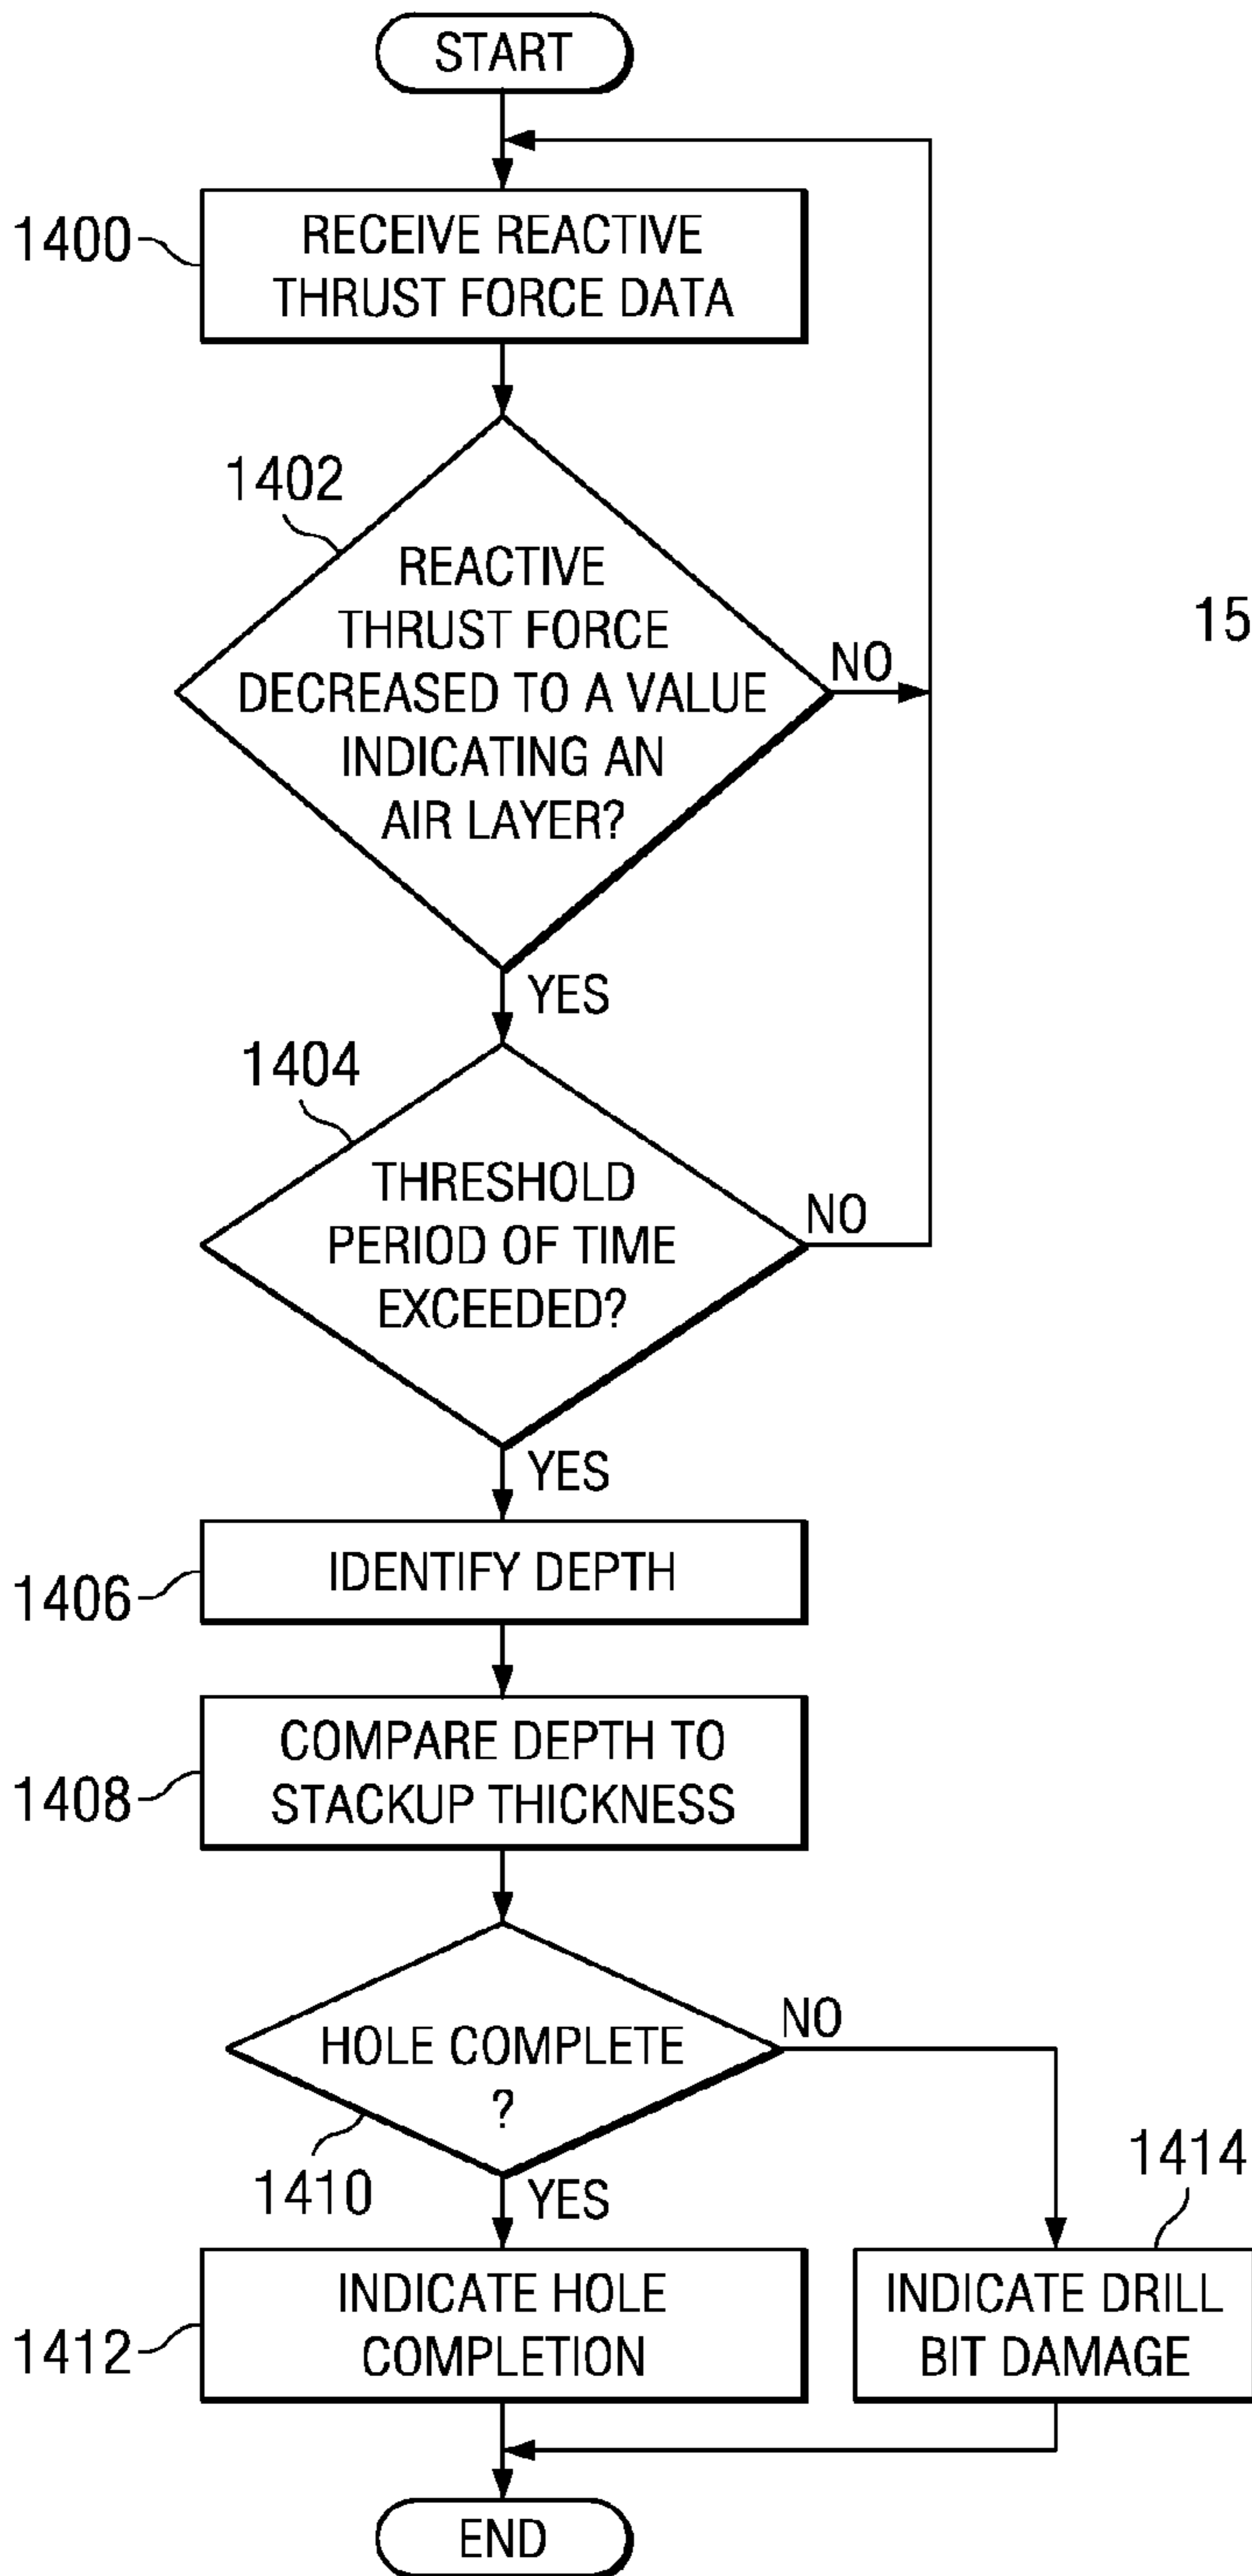 START
1400
RECEIVE REACTIVE
THRUST FORCE DATA
1402
REACTIVE
THRUST FORCE
DECREASED TO A VALUE
INDICATING AN
AIR LAYER?
NO
15
YES
1404
THRESHOLD
PERIOD OF TIME
EXCEEDED?
NO
YES
1406
IDENTIFY DEPTH
1408
COMPARE DEPTH TO
STACKUP THICKNESS
HOLE COMPLETE
?
NO
1410
YES
1414
1412
INDICATE HOLE
COMPLETION
INDICATE DRILL
BIT DAMAGE
END